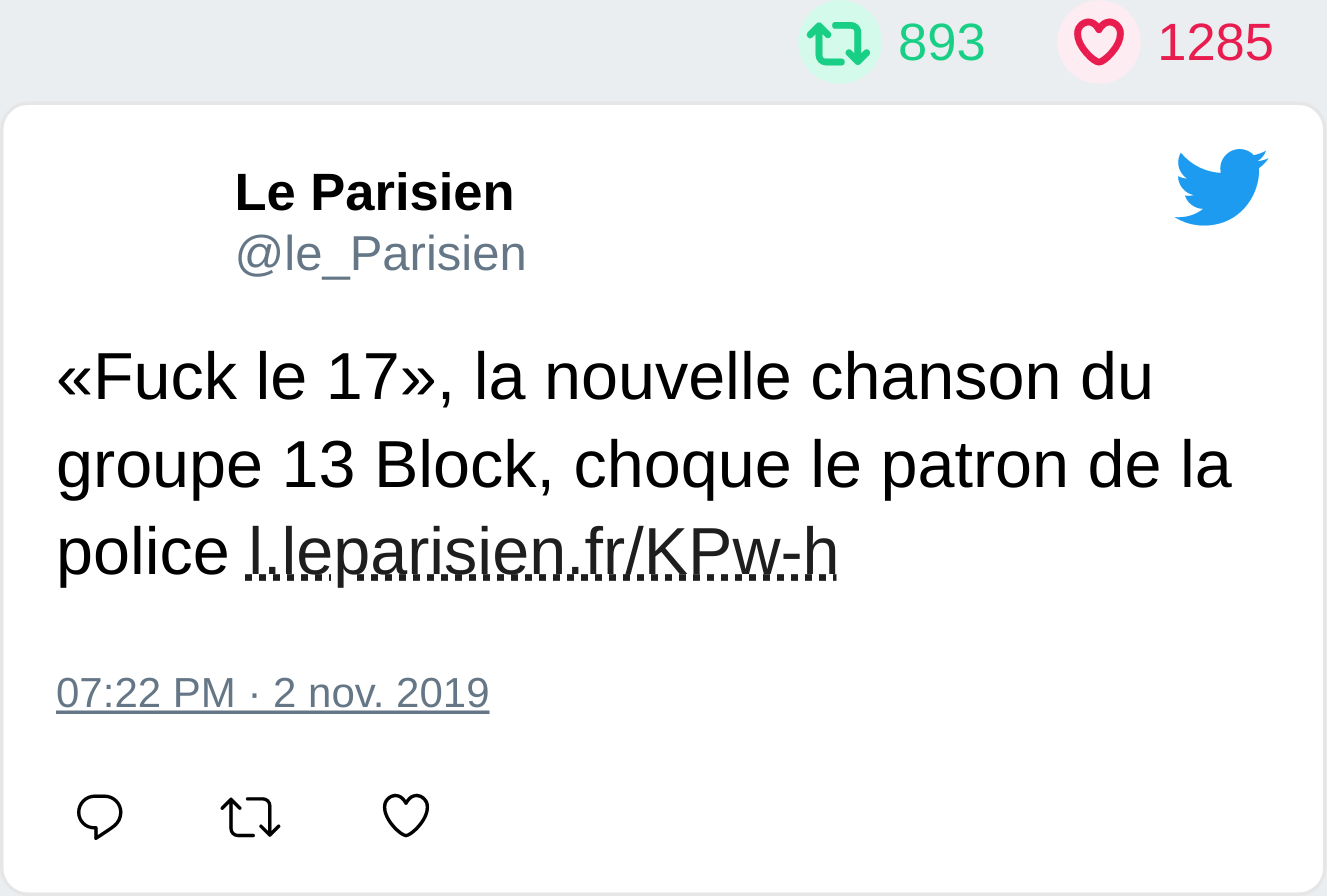 893 1285
Le Parisien
@le_Parisien
«Fuck le 17», la nouvelle chanson du
groupe 13 Block, choque le patron de la
police l.leparisien.fr/KPw-h
07:22 PM · 2 nov. 2019